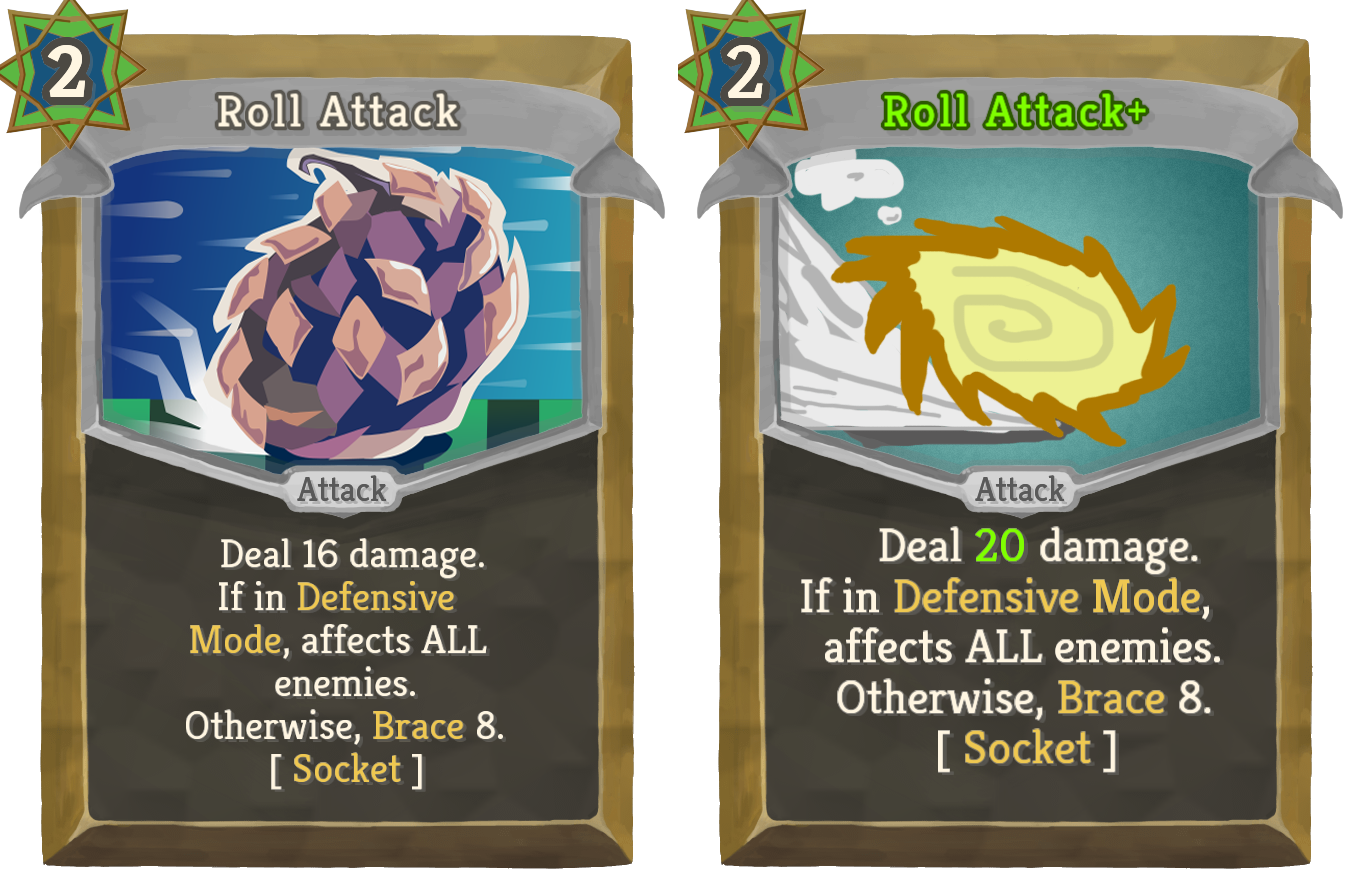 2
Roll Attack
Attack
Deal 16 damage.
If in Defensive
Mode, affects ALL
enemies.
Otherwise, Brace 8.
[ Socket ]
2
Roll Attack+
Attack
Deal 20 damage.
If in Defensive Mode,
affects ALL enemies.
Otherwise, Brace 8.
[ Socket ]